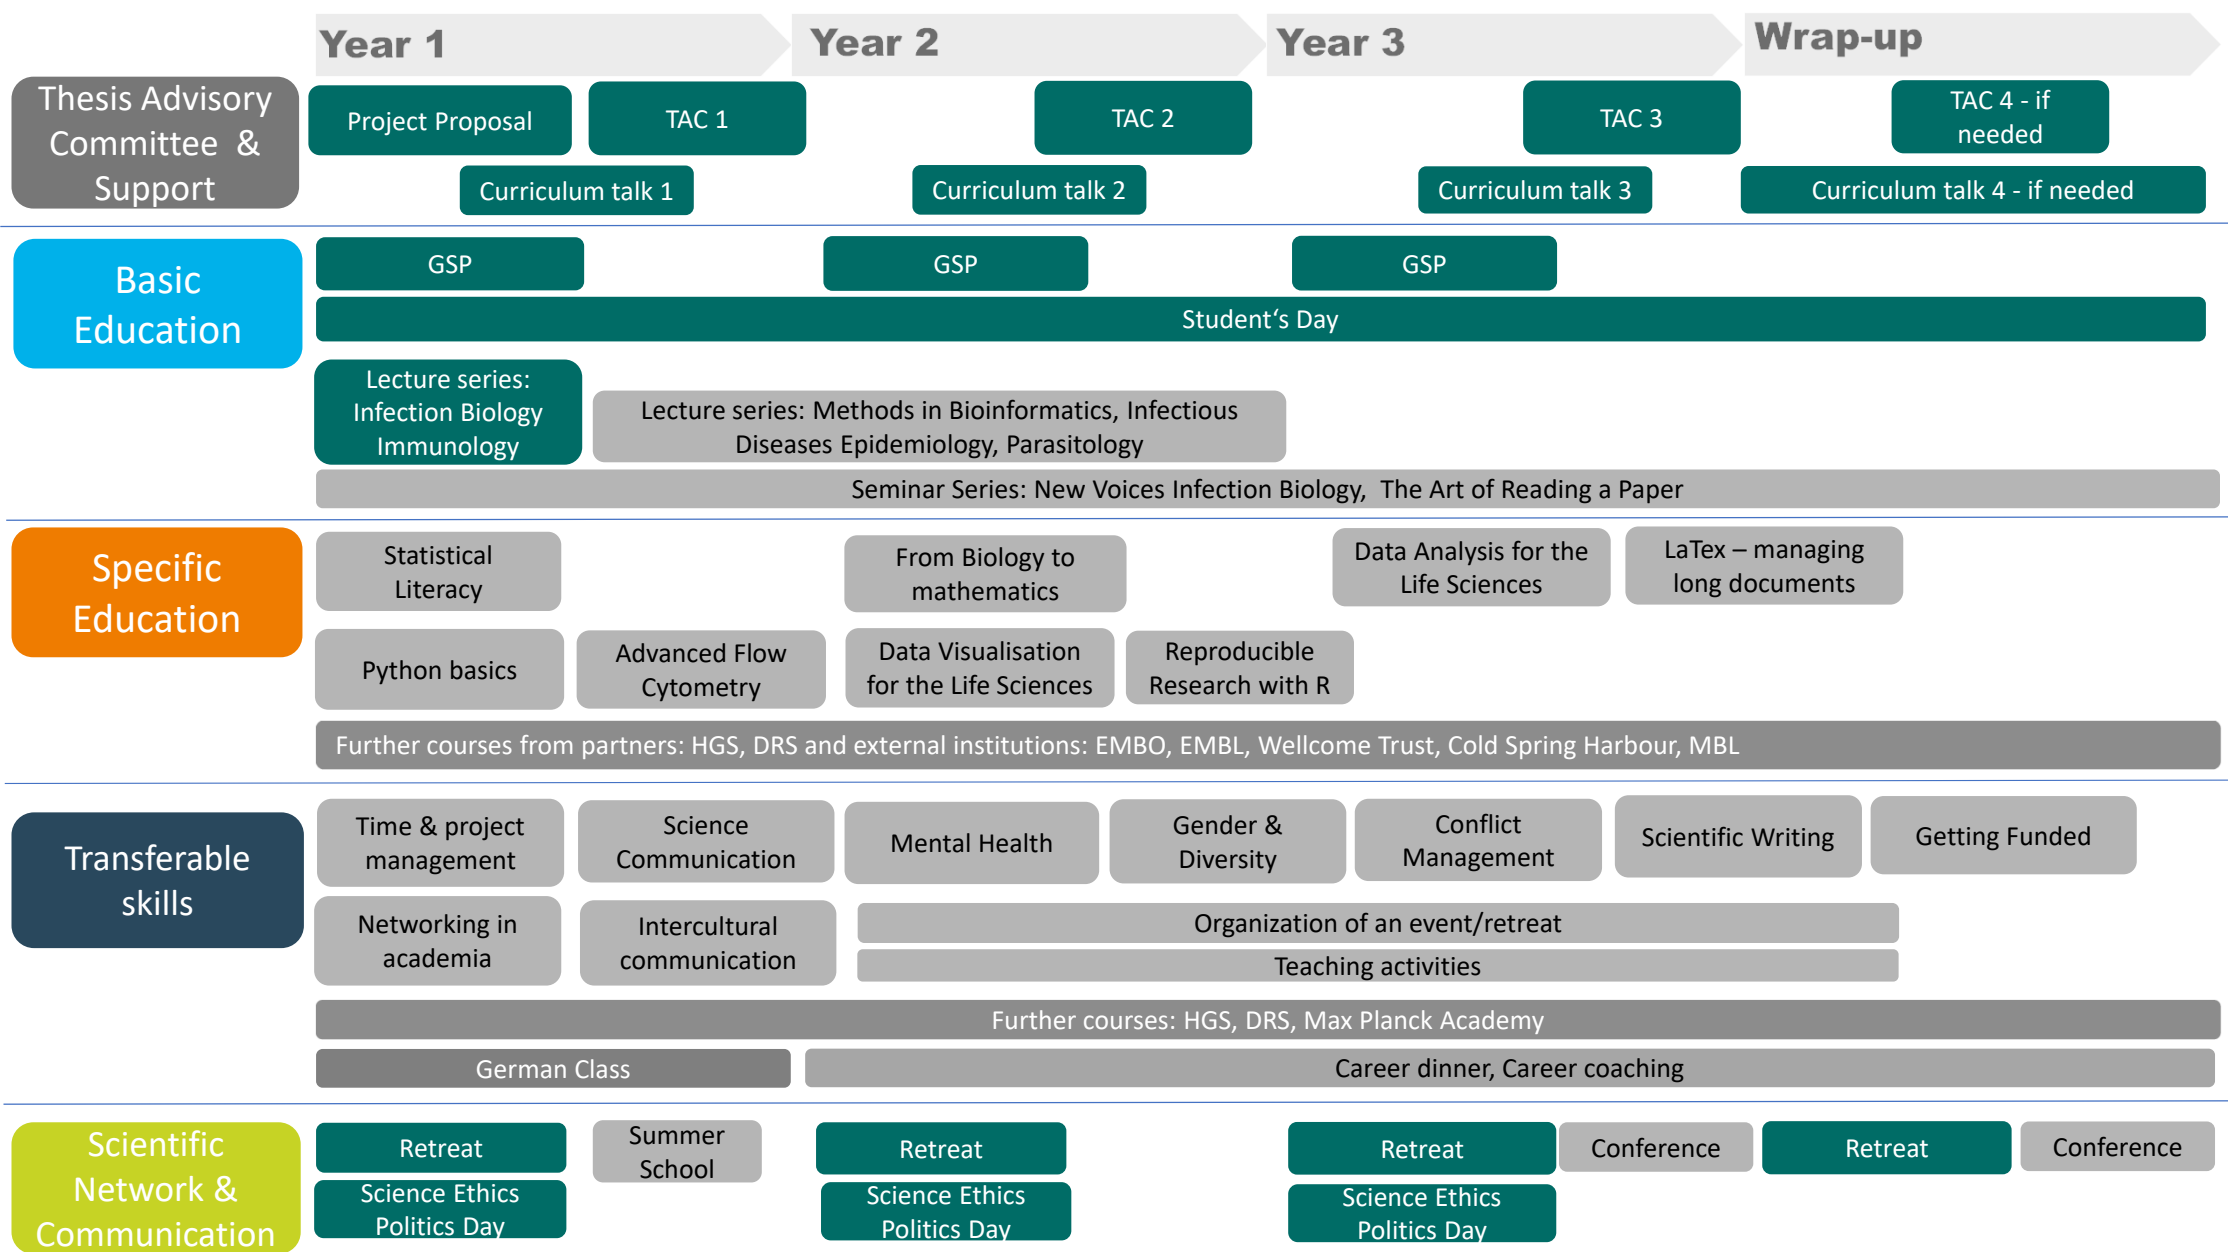 Year 1
Year 2
Year 3
Wrap-up
Thesis Advisory
Committee &
Support
Project Proposal
TAC 1
TAC 2
TAC 3
TAC 4 - if
needed
Curriculum talk 1
Curriculum talk 2
Curriculum talk 3
Curriculum talk 4 - if needed
Basic
Education
GSP
GSP
GSP
Student‘s Day
Lecture series:
Infection Biology
Immunology
Lecture series: Methods in Bioinformatics, Infectious
Diseases Epidemiology, Parasitology
Seminar Series: New Voices Infection Biology, The Art of Reading a Paper
Specific
Education
Statistical
Literacy
From Biology to
mathematics
Data Analysis for the
Life Sciences
LaTex – managing
long documents
Python basics
Advanced Flow
Cytometry
Data Visualisation
for the Life Sciences
Reproducible
Research with R
Further courses from partners: HGS, DRS and external institutions: EMBO, EMBL, Wellcome Trust, Cold Spring Harbour, MBL
Transferable
skills
Time & project
management
Science
Communication
Mental Health
Gender &
Diversity
Conflict
Management
Scientific Writing
Getting Funded
Networking in
academia
Intercultural
communication
Organization of an event/retreat
Teaching activities
Further courses: HGS, DRS, Max Planck Academy
German Class
Career dinner, Career coaching
Scientific
Network &
Communication
Retreat
Summer
School
Retreat
Retreat
Conference
Retreat
Conference
Science Ethics
Politics Day
Science Ethics
Politics Day
Science Ethics
Politics Day